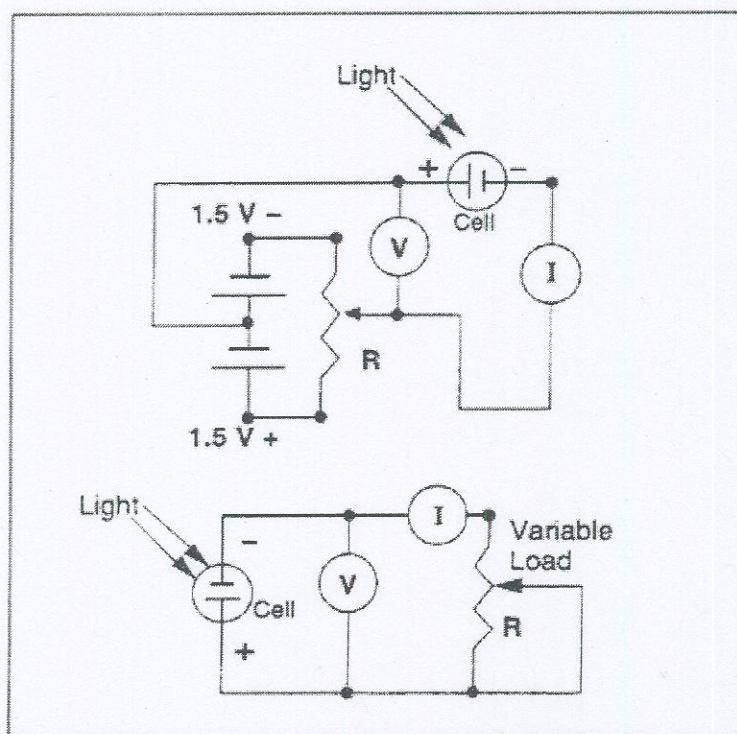 Light
+ −
Cell
1.5 V −
V
I
R
1.5 V +
Light
−
I
Variable
Load
V
Cell
R
+